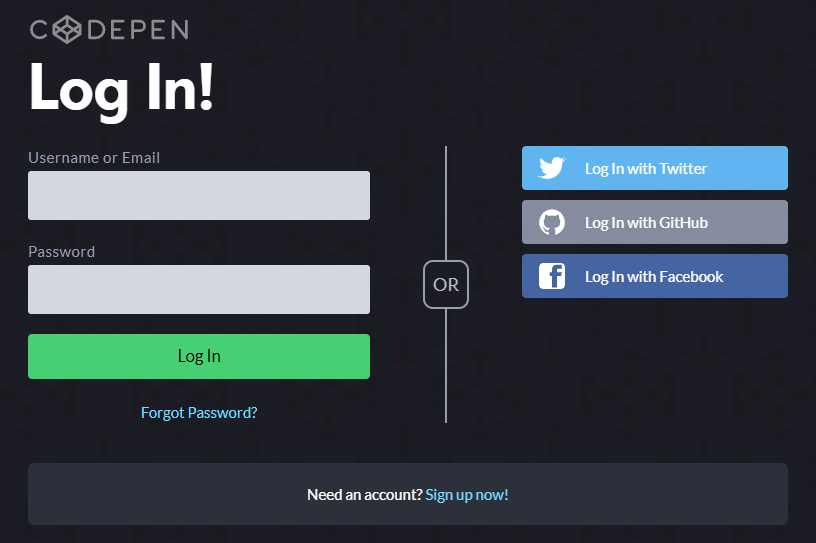 CODEPEN
Log In!
Username or Email
Password
Log In
Forgot Password?
OR
Log In with Twitter
Log In with GitHub
Log In with Facebook
Need an account? Sign up now!